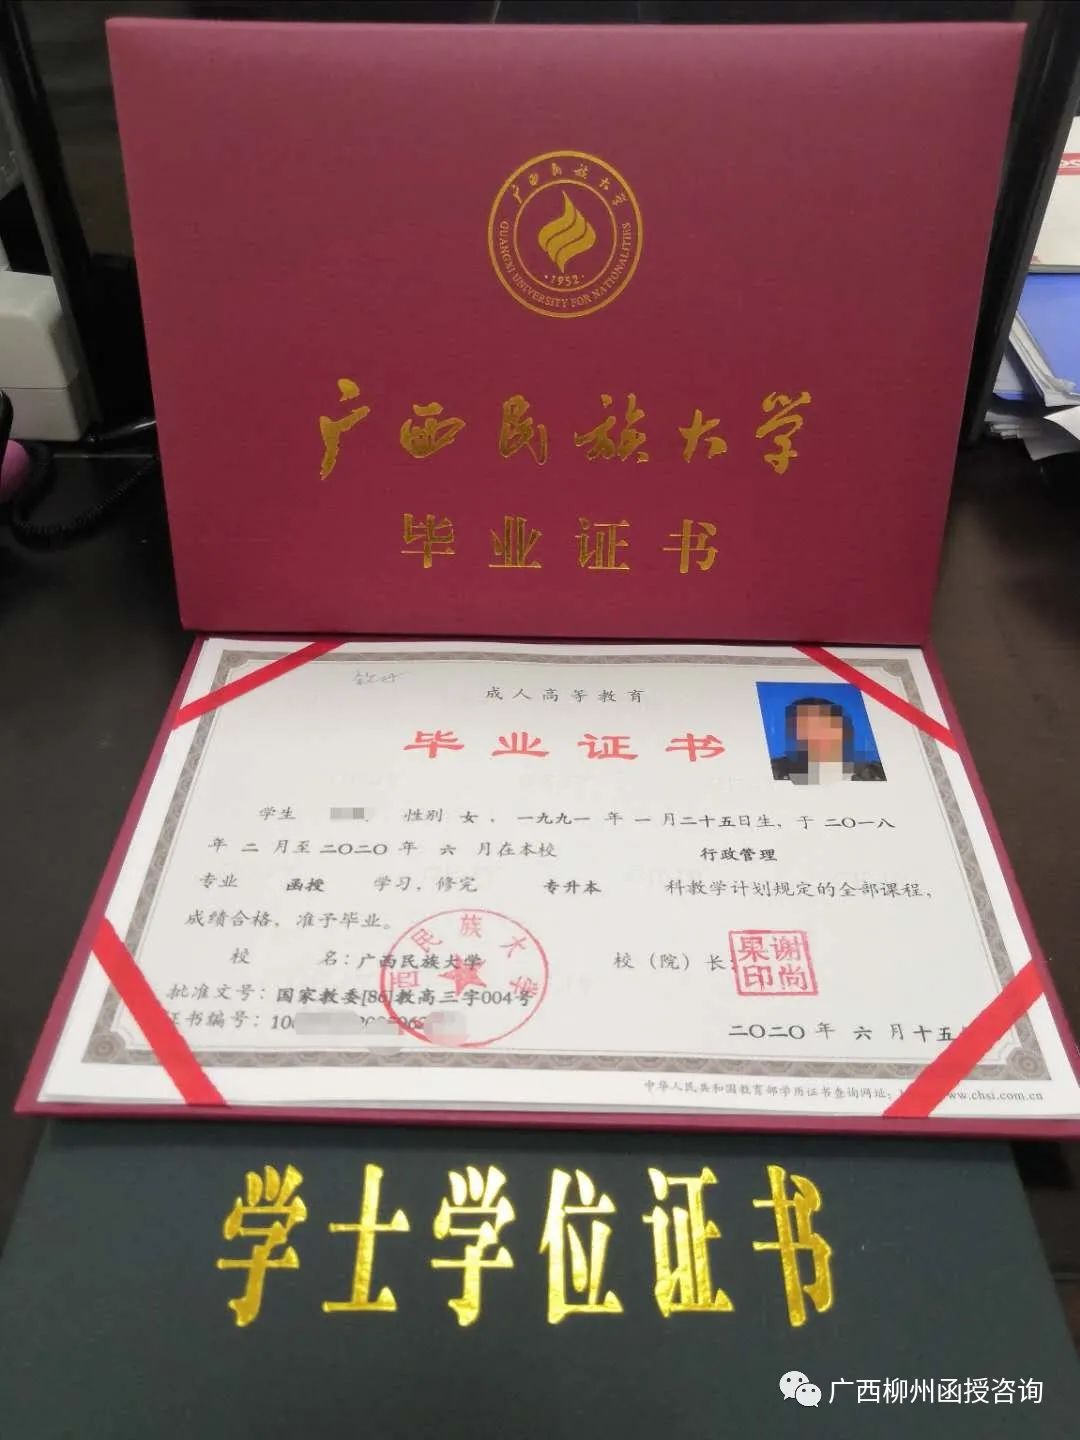 广西民族大学
GUANGXI UNIVERSITY FOR NATIONALITIES
·1952·
广西民族大学
毕业证书
成人高等教育
毕业证书
学生 性别 女，一九九一 年 一 月二十五日生，于 二〇一八
年 二 月至二〇二〇年 六 月在本校 行政管理
专业 函授 学习，修完 专升本 科教学计划规定的全部课程，
成绩合格，准予毕业。
校 名：广西民族大学 校（院）长：
谢尚果印
西民族大学
批准文号：国家教委[86]教高三字004号
证书编号：10
二〇二〇年 六 月十五
中华人民共和国教育部学历证书查询网址：www.chsi.com.cn
学士学位证书
广西柳州函授咨询